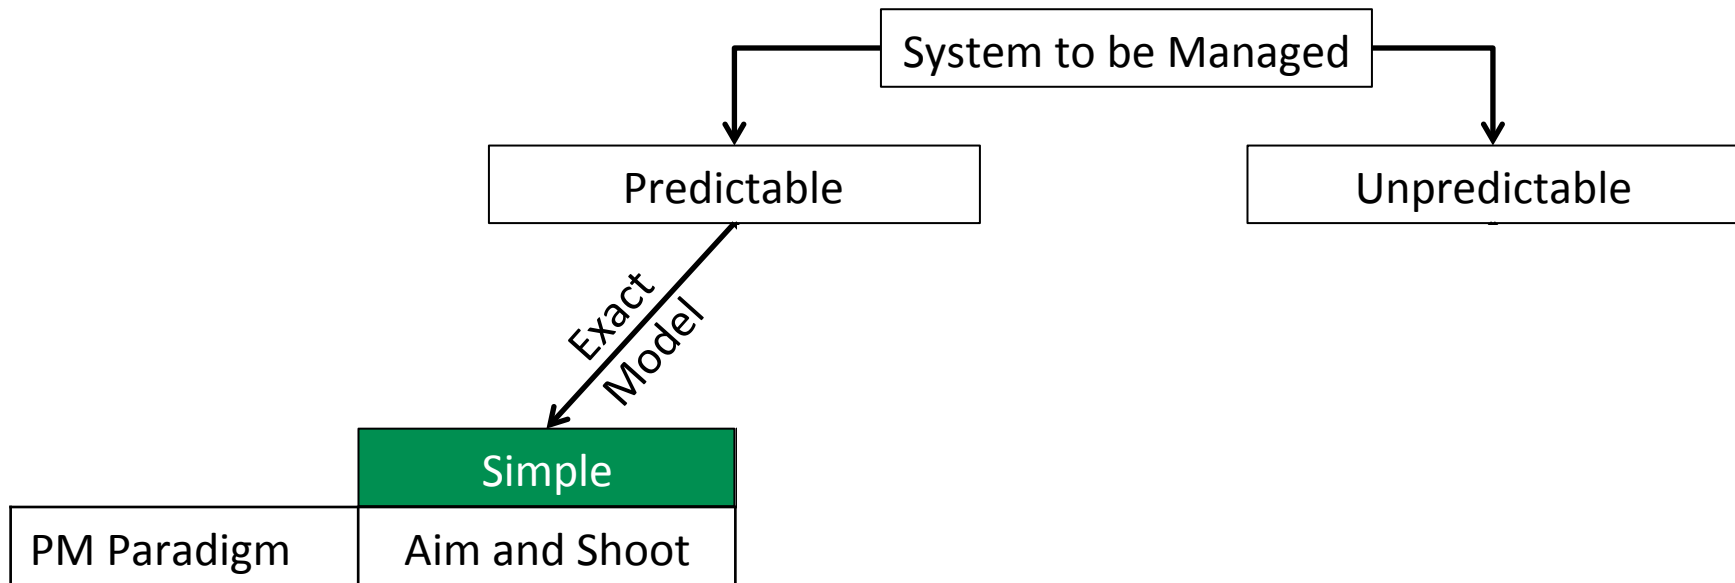 System to be Managed
Predictable
Unpredictable
Exact
Model
Simple
PM Paradigm
Aim and Shoot